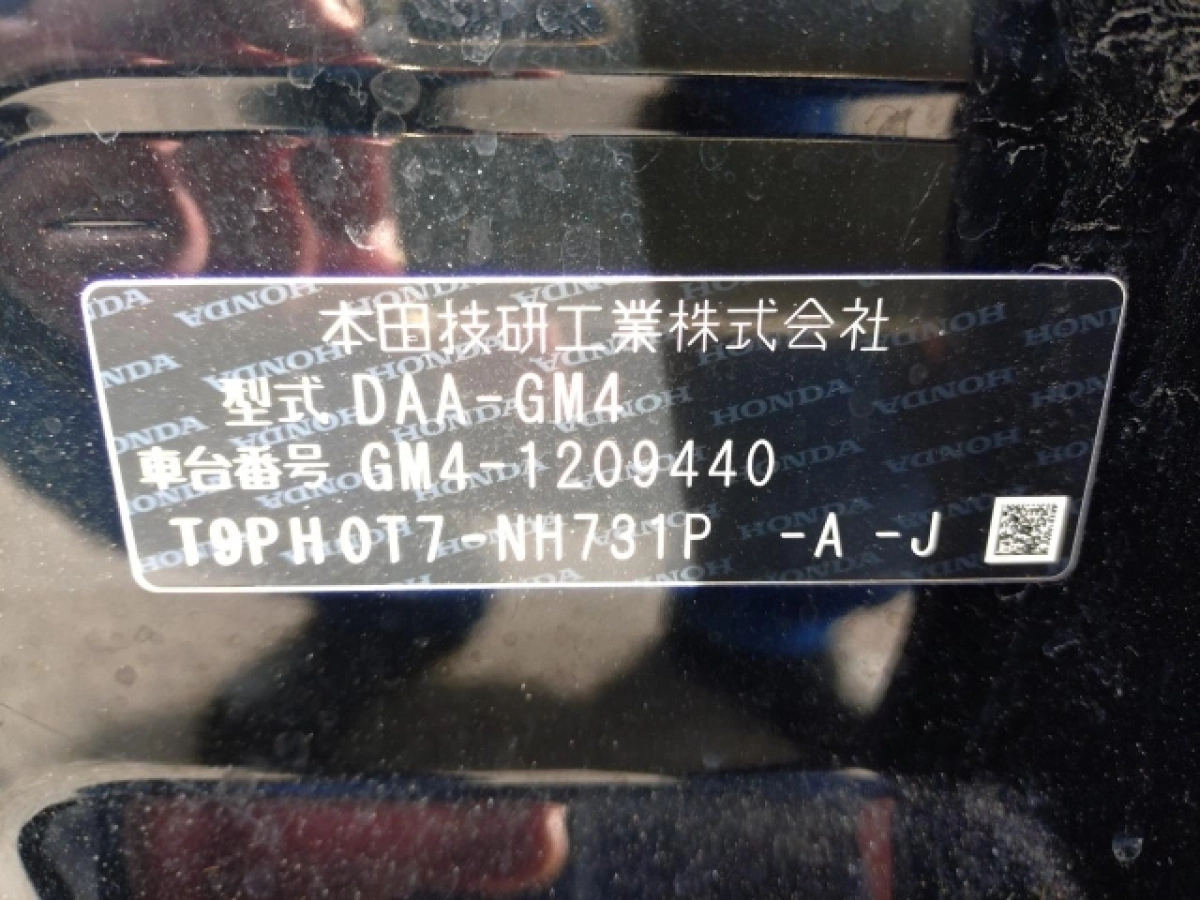 本田技研工業株式会社
型式 DAA-GM4
車台番号 GM4-1209440
T9PH0T7-NH731P -A -J